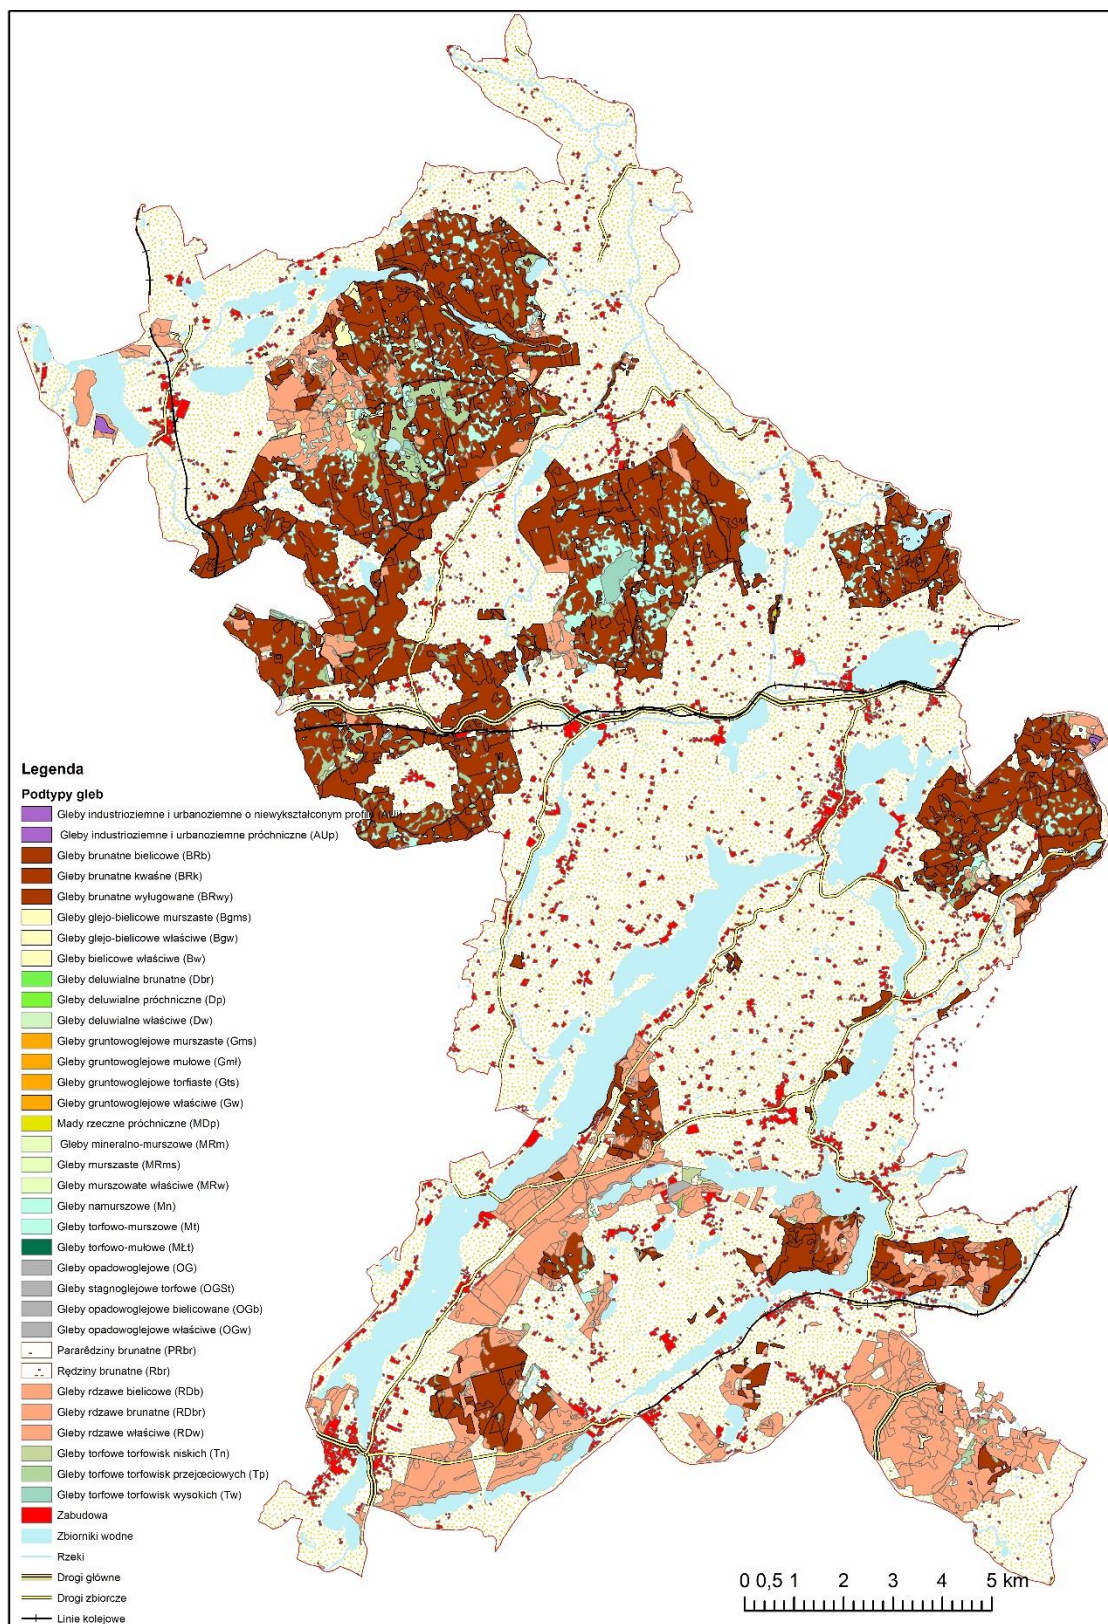 Legenda
Podtypy gleb
Gleby industrioziemne i urbanoziemne o niewykształconym profilu (AUi)
Gleby industrioziemne i urbanoziemne próchniczne (AUp)
Gleby brunatne bielicowe (BRb)
Gleby brunatne kwaśne (BRk)
Gleby brunatne wyługowane (BRwy)
Gleby glejo-bielicowe murszaste (Bgms)
Gleby glejo-bielicowe właściwe (Bgw)
Gleby bielicowe właściwe (Bw)
Gleby deluwialne brunatne (Dbr)
Gleby deluwialne próchniczne (Dp)
Gleby deluwialne właściwe (Dw)
Gleby gruntowoglejowe murszaste (Gms)
Gleby gruntowoglejowe mułowe (Gmł)
Gleby gruntowoglejowe torfiaste (Gts)
Gleby gruntowoglejowe właściwe (Gw)
Mady rzeczne próchniczne (MDp)
Gleby mineralno-murszowe (MRm)
Gleby murszaste (MRms)
Gleby murszowate właściwe (MRw)
Gleby namurszowe (Mn)
Gleby torfowo-murszowe (Mt)
Gleby torfowo-mułowe (MŁt)
Gleby opadowoglejowe (OG)
Gleby stagnoglejowe torfowe (OGSt)
Gleby opadowoglejowe bielicowane (OGb)
Gleby opadowoglejowe właściwe (OGw)
Pararêdziny brunatne (PRbr)
Rędziny brunatne (Rbr)
Gleby rdzawe bielicowe (RDb)
Gleby rdzawe brunatne (RDbr)
Gleby rdzawe właściwe (RDw)
Gleby torfowe torfowisk niskich (Tn)
Gleby torfowe torfowisk przejœciowych (Tp)
Gleby torfowe torfowisk wysokich (Tw)
Zabudowa
Zbiorniki wodne
Rzeki
Drogi główne
Drogi zbiorcze
Linie kolejowe
0 0,5 1 2 3 4 5 km